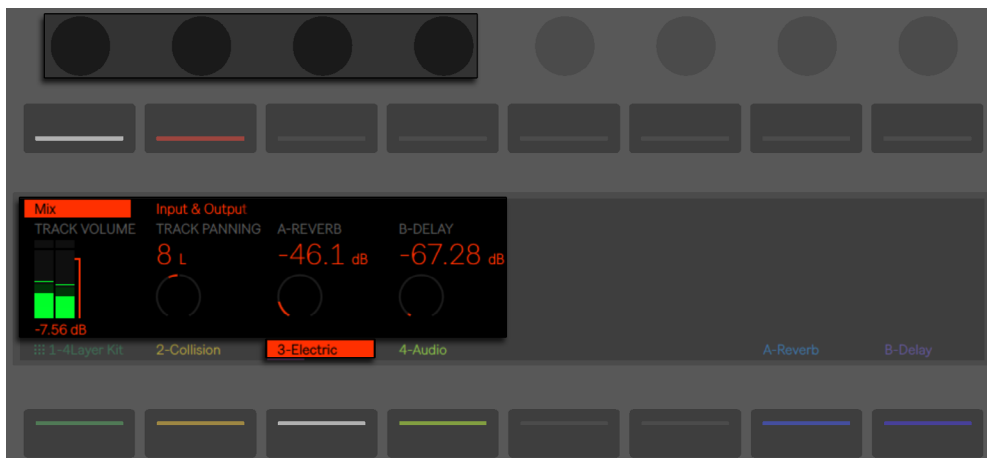 Mix Input & Output
TRACK VOLUME TRACK PANNING A-REVERB B-DELAY
8 L -46.1 dB -67.28 dB
-7.56 dB
1-4Layer Kit 2-Collision 3-Electric 4-Audio A-Reverb B-Delay